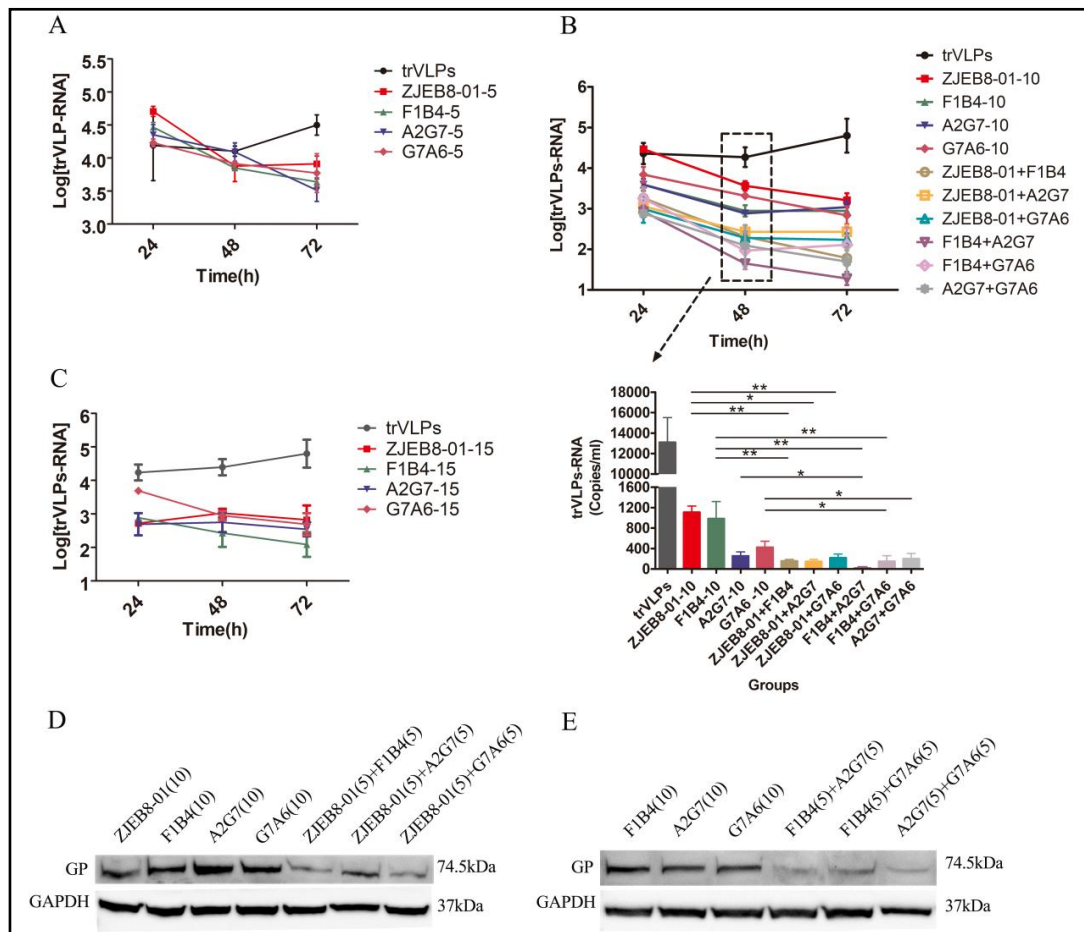 A
Log[trVLP-RNA]
5.5
5.0
4.5
4.0
3.5
3.0
24
48
72
Time(h)
trVLPs
ZJEB8-01-5
F1B4-5
A2G7-5
G7A6-5
B
Log[trVLPs-RNA]
6
5
4
3
2
1
24
48
72
Time(h)
trVLPs
ZJEB8-01-10
F1B4-10
A2G7-10
G7A6-10
ZJEB8-01+F1B4
ZJEB8-01+A2G7
ZJEB8-01+G7A6
F1B4+A2G7
F1B4+G7A6
A2G7+G7A6
C
Log[trVLPs-RNA]
6
5
4
3
2
1
24
48
72
Time(h)
trVLPs
ZJEB8-01-15
F1B4-15
A2G7-15
G7A6-15
trVLPs-RNA
(Copies/ml)
18000
16000
14000
12000
10000
1200
800
400
0
**
*
**
**
**
**
*
*
*
trVLPs
ZJEB8-01-10
F1B4-10
A2G7-10
G7A6 -10
ZJEB8-01+F1B4
ZJEB8-01+A2G7
ZJEB8-01+G7A6
F1B4+A2G7
F1B4+G7A6
A2G7+G7A6
Groups
D
ZJEB8-01(10)
F1B4(10)
A2G7(10)
G7A6(10)
ZJEB8-01(5)+F1B4(5)
ZJEB8-01(5)+A2G7(5)
ZJEB8-01(5)+G7A6(5)
GP
74.5kDa
GAPDH
37kDa
E
F1B4(10)
A2G7(10)
G7A6(10)
F1B4(5)+A2G7(5)
F1B4(5)+G7A6(5)
A2G7(5)+G7A6(5)
GP
74.5kDa
GAPDH
37kDa